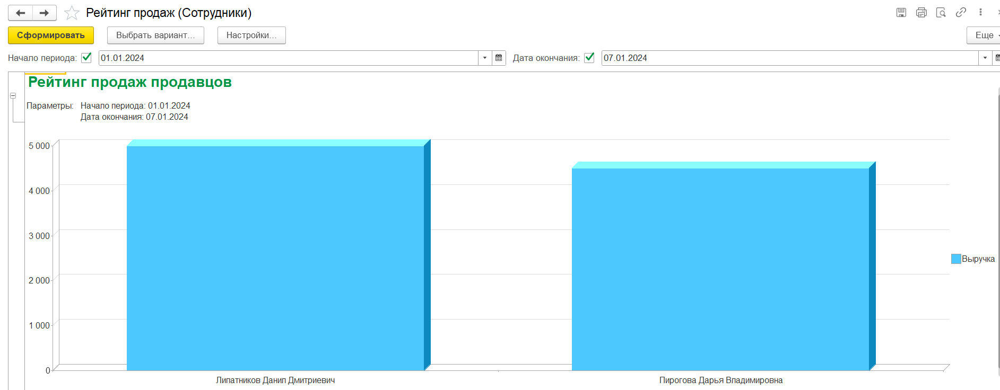 Рейтинг продаж (Сотрудники)
Сформировать
Выбрать вариант...
Настройки...
Еще
Начало периода: 01.01.2024 Дата окончания: 07.01.2024
Рейтинг продаж продавцов
Параметры: Начало периода: 01.01.2024
Дата окончания: 07.01.2024
5 000
4 000
3 000
2 000
1 000
0
Выручка
Липатников Данил Дмитриевич
Пирогова Дарья Владимировна